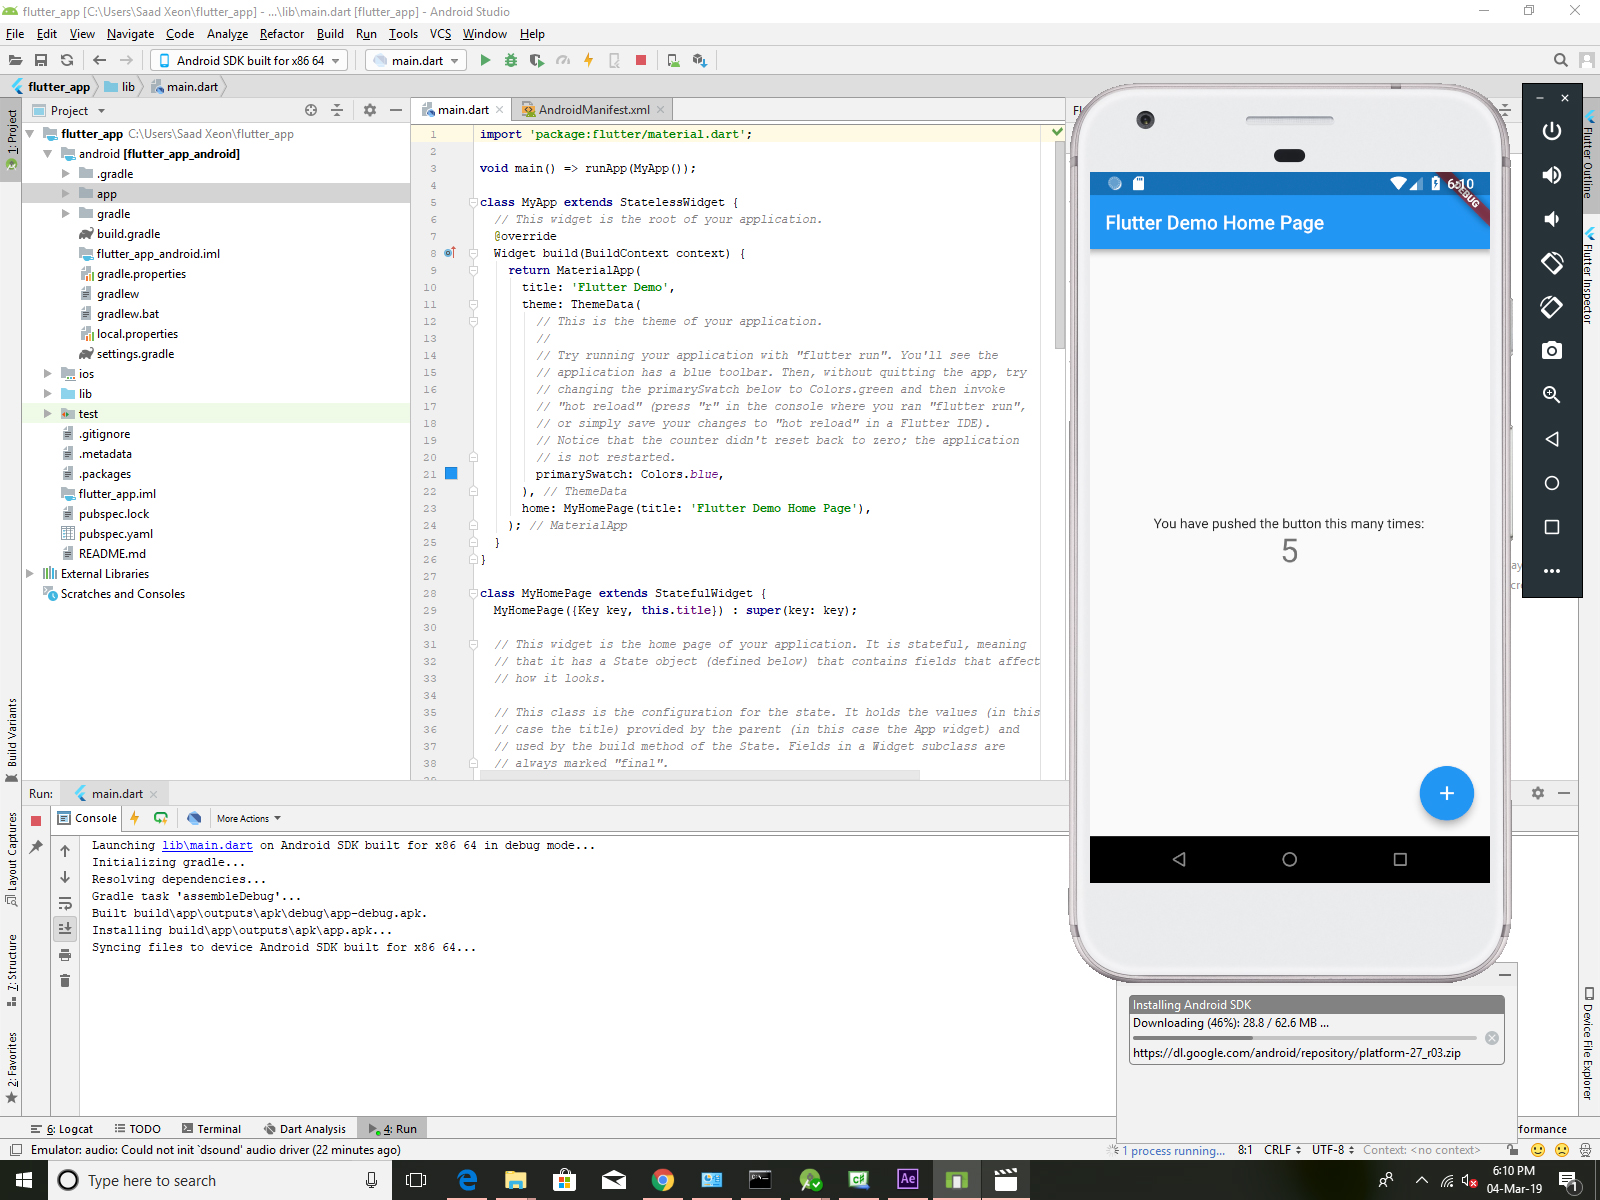 flutter_app [C:\Users\Saad Xeon\flutter_app] - ...\lib\main.dart [flutter_app] - Android Studio
File Edit View Navigate Code Analyze Refactor Build Run Tools VCS Window Help
Android SDK built for x86 64
main.dart
flutter_app
lib
main.dart
1: Project
Build Variants
Layout Captures
7: Structure
2: Favorites
Project
flutter_app C:\Users\Saad Xeon\flutter_app
android [flutter_app_android]
.gradle
app
gradle
build.gradle
flutter_app_android.iml
gradle.properties
gradlew
gradlew.bat
local.properties
settings.gradle
ios
lib
test
.gitignore
.metadata
.packages
flutter_app.iml
pubspec.lock
pubspec.yaml
README.md
External Libraries
Scratches and Consoles
main.dart
AndroidManifest.xml
1 import 'package:flutter/material.dart';
2
3 void main() => runApp(MyApp());
4
5 class MyApp extends StatelessWidget {
6 // This widget is the root of your application.
7 @override
8 Widget build(BuildContext context) {
9 return MaterialApp(
10 title: 'Flutter Demo',
11 theme: ThemeData(
12 // This is the theme of your application.
13 //
14 // Try running your application with "flutter run". You'll see the
15 // application has a blue toolbar. Then, without quitting the app, try
16 // changing the primarySwatch below to Colors.green and then invoke
17 // "hot reload" (press "r" in the console where you ran "flutter run",
18 // or simply save your changes to "hot reload" in a Flutter IDE).
19 // Notice that the counter didn't reset back to zero; the application
20 // is not restarted.
21 primarySwatch: Colors.blue,
22 ), // ThemeData
23 home: MyHomePage(title: 'Flutter Demo Home Page'),
24 ); // MaterialApp
25 }
26 }
27
28 class MyHomePage extends StatefulWidget {
29 MyHomePage({Key key, this.title}) : super(key: key);
30
31 // This widget is the home page of your application. It is stateful, meaning
32 // that it has a State object (defined below) that contains fields that affect
33 // how it looks.
34
35 // This class is the configuration for the state. It holds the values (in this
36 // case the title) provided by the parent (in this case the App widget) and
37 // used by the build method of the State. Fields in a Widget subclass are
38 // always marked "final".
6:10
DEBUG
Flutter Demo Home Page
You have pushed the button this many times:
5
Flutter Outline
Flutter Inspector
Device File Explorer
Run: main.dart
Console
More Actions
Launching lib\main.dart on Android SDK built for x86 64 in debug mode...
Initializing gradle...
Resolving dependencies...
Gradle task 'assembleDebug'...
Built build\app\outputs\apk\debug\app-debug.apk.
Installing build\app\outputs\apk\app.apk...
Syncing files to device Android SDK built for x86 64...
Installing Android SDK
Downloading (46%): 28.8 / 62.6 MB ...
https://dl.google.com/android/repository/platform-27_r03.zip
6: Logcat
TODO
Terminal
Dart Analysis
4: Run
formance
Emulator: audio: Could not init `dsound' audio driver (22 minutes ago)
1 process running...
8:1 CRLF UTF-8 Context: <no context>
Type here to search
Ae
6:10 PM
04-Mar-19
1